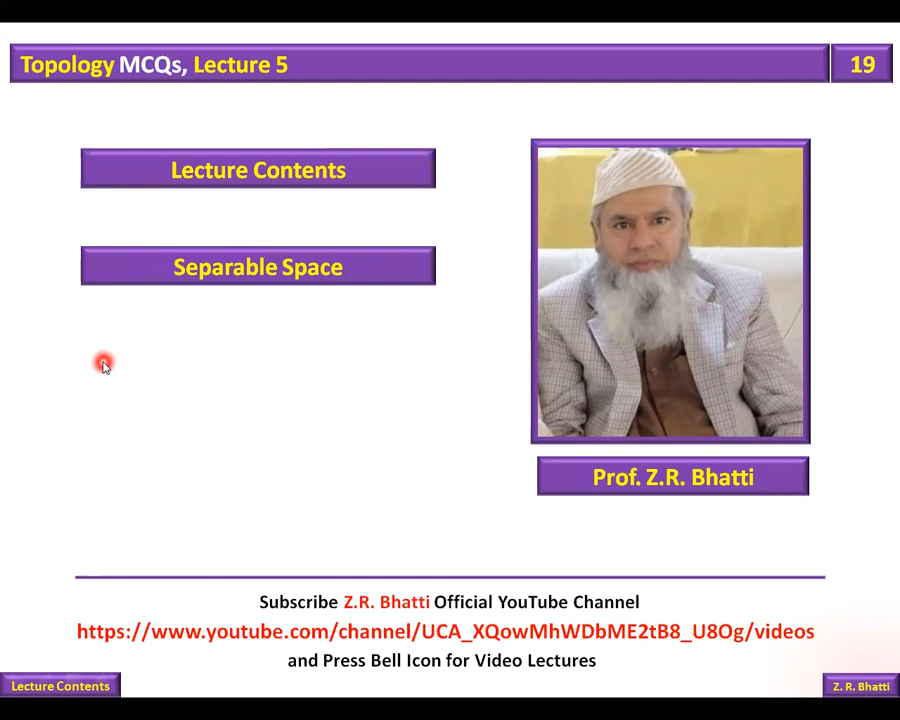 Topology MCQs, Lecture 5
19
Lecture Contents
Separable Space
Prof. Z.R. Bhatti
Subscribe Z.R. Bhatti Official YouTube Channel
https://www.youtube.com/channel/UCA_XQowMhWDbME2tB8_U8Og/videos
and Press Bell Icon for Video Lectures
Lecture Contents
Z. R. Bhatti